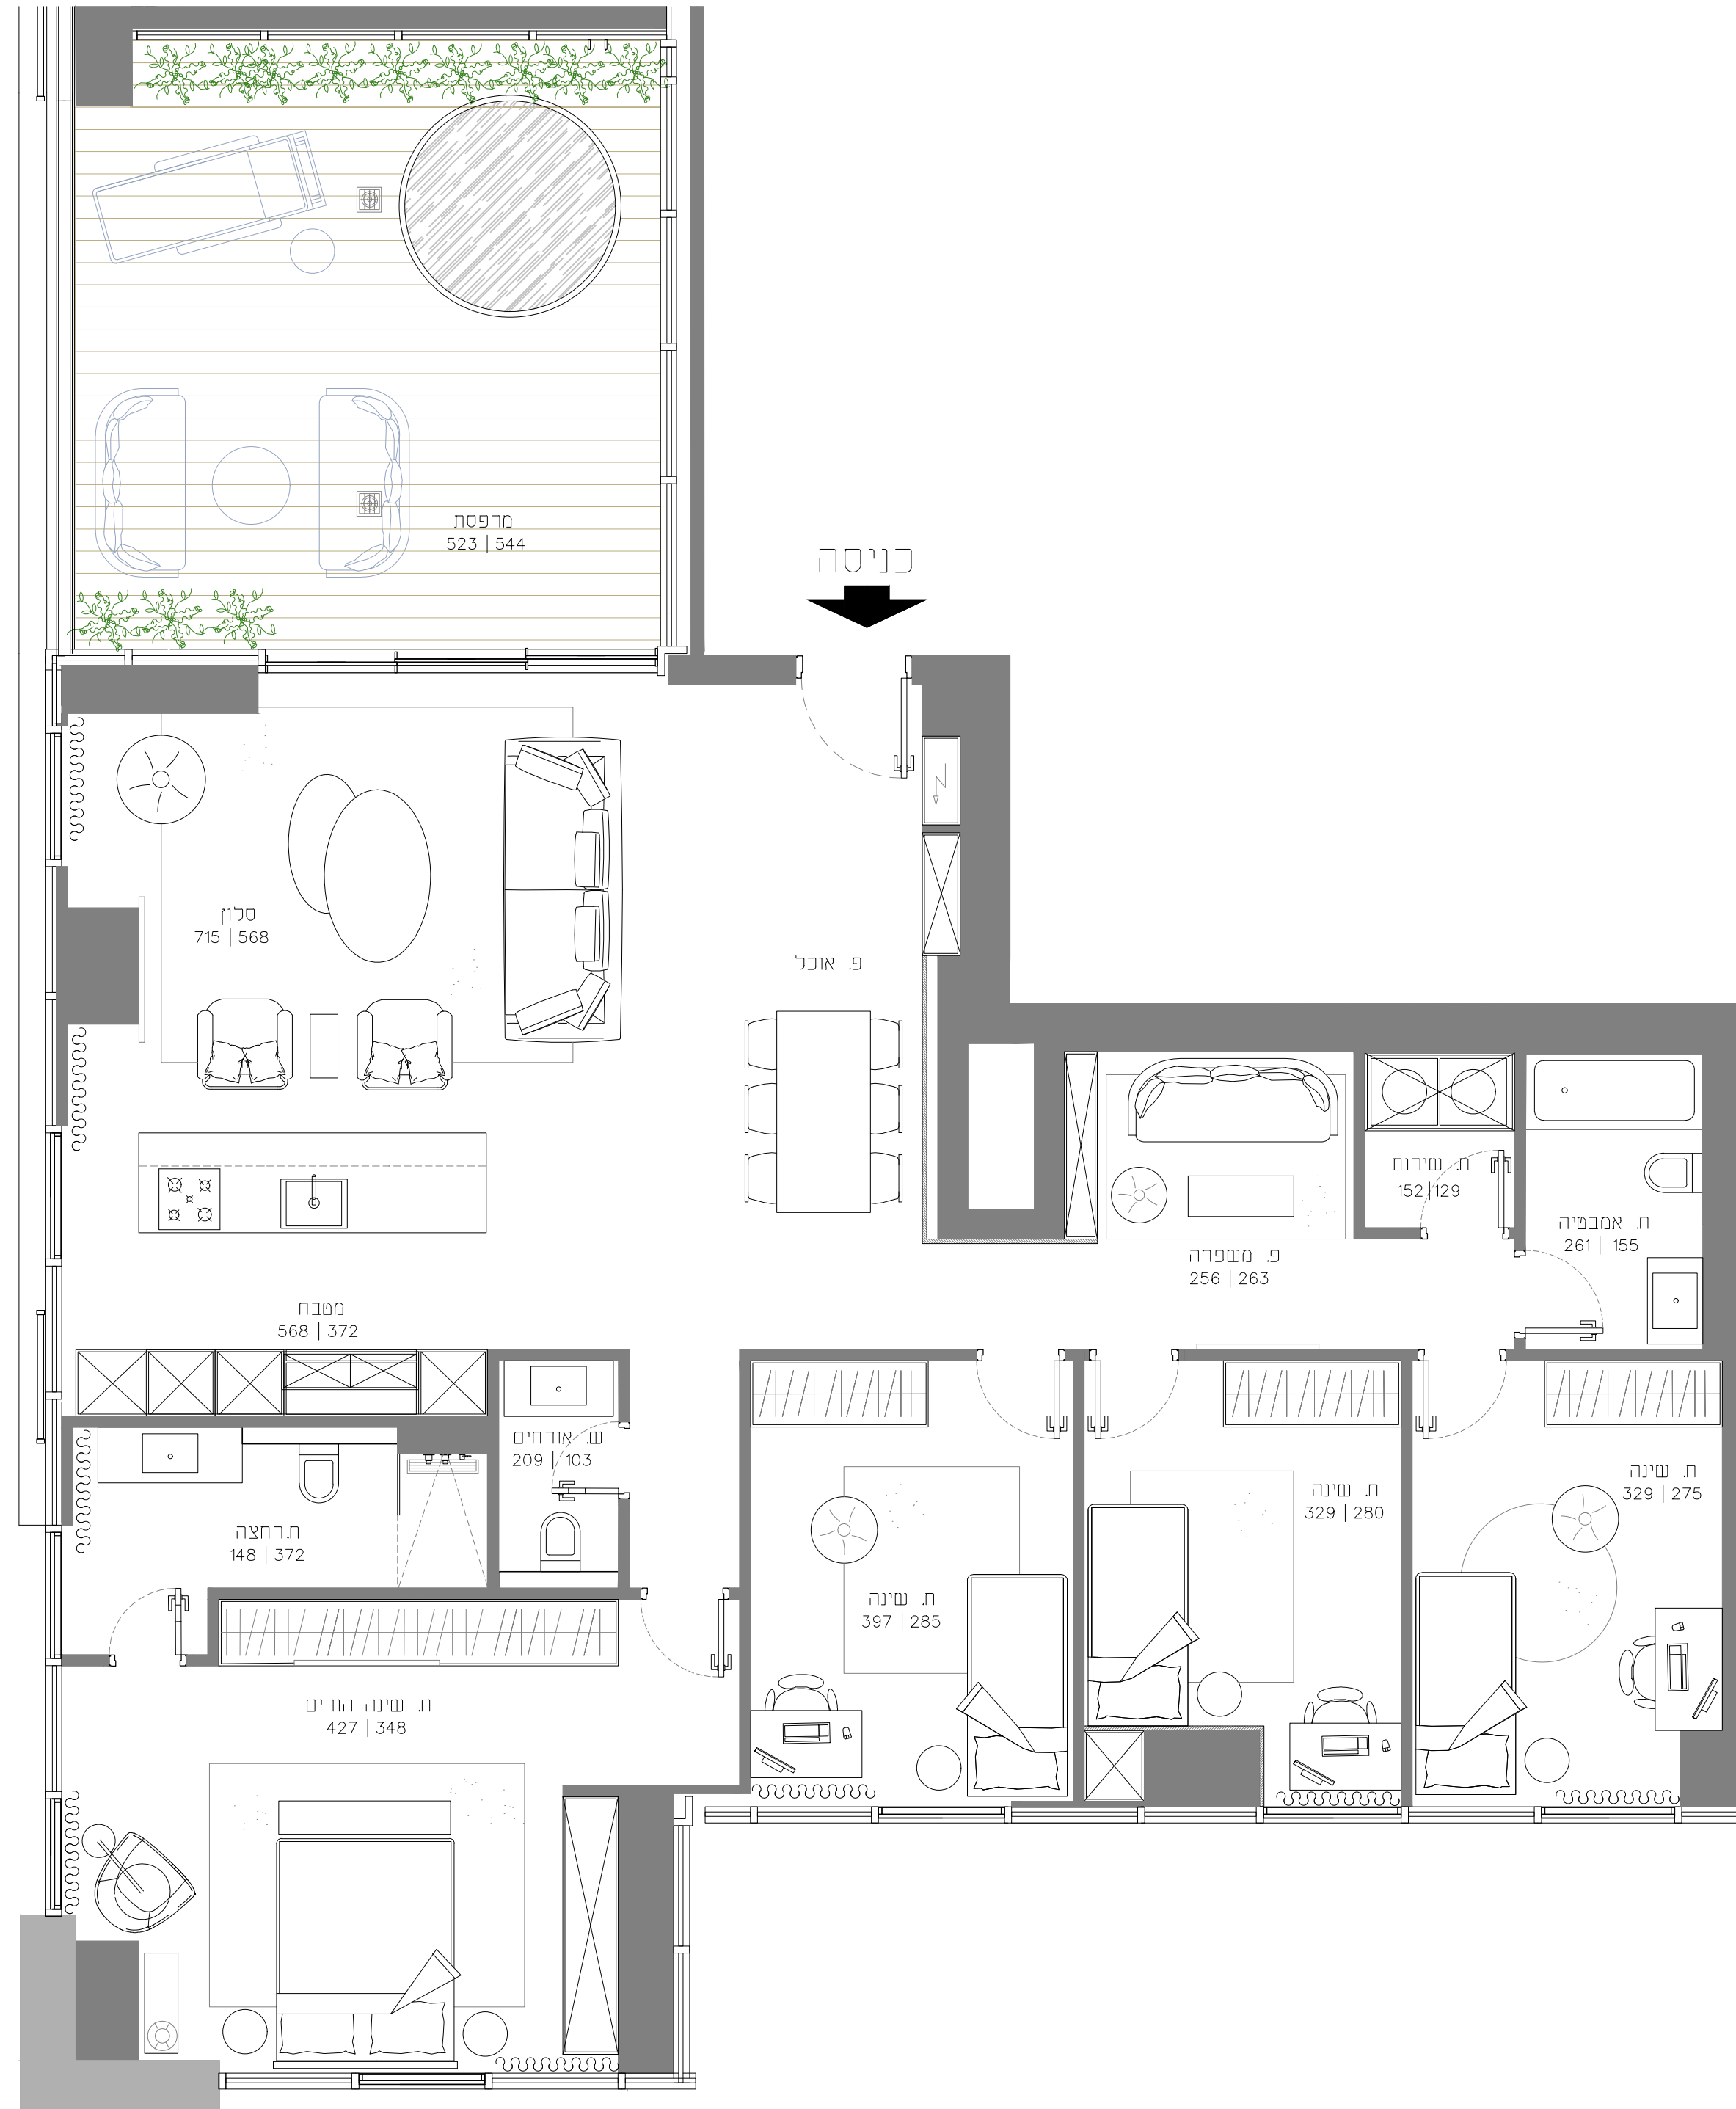 מרפסת
523 | 544
כניסה
סלון
715 | 568
פ. אוכל
ח. שירות
152 | 129
ח. אמבטיה
261 | 155
פ. משפחה
256 | 263
מטבח
568 | 372
ש. אורחים
209 | 103
ח. שינה
329 | 275
ח. שינה
329 | 280
ח.רחצה
148 | 372
ח. שינה
397 | 285
ח. שינה הורים
427 | 348